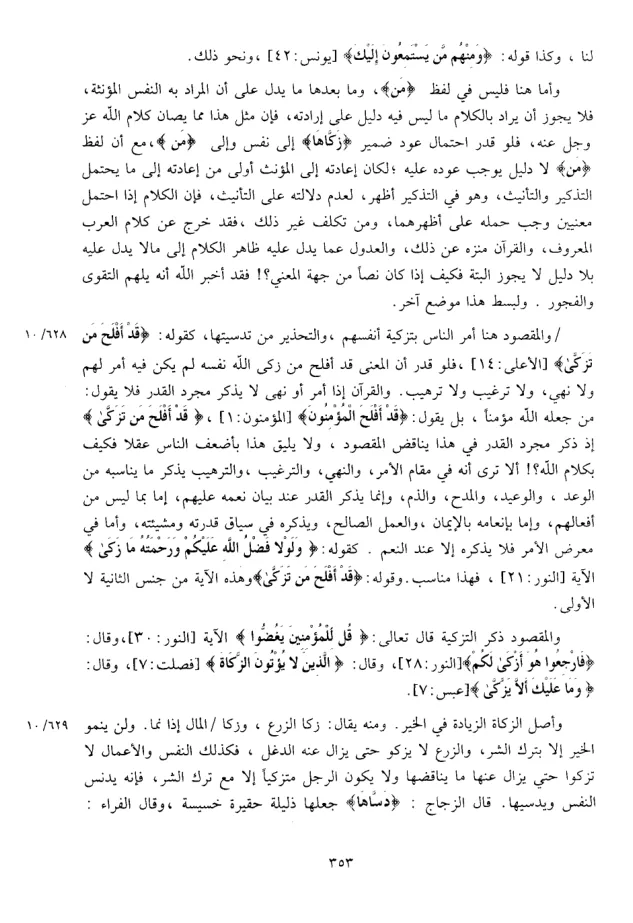 لنا ، وكذا قوله: ﴿وَمِنْهُم مَّن يَسْتَمِعُونَ إِلَيْكَ﴾ [يونس:٤٢] ،ونحو ذلك.
وأما هنا فليس في لفظ ﴿مَن﴾، وما بعدها ما يدل على أن المراد به النفس المؤنثة،
فلا يجوز أن يراد بالكلام ما ليس فيه دليل على إرادته، فإن مثل هذا مما يصان كلام الله عز
وجل عنه، فلو قدر احتمال عود ضمير ﴿زَكَّاهَا﴾ إلى نفس وإلى ﴿مَن﴾،مع أن لفظ
﴿مَن﴾ لا دليل يوجب عوده عليه ؛لكان إعادته إلى المؤنث أولى من إعادته إلى ما يحتمل
التذكير والتأنيث، وهو في التذكير أظهر، لعدم دلالته على التأنيث، فإن الكلام إذا احتمل
معنيين وجب حمله على أظهرهما، ومن تكلف غير ذلك ،فقد خرج عن كلام العرب
المعروف، والقرآن منزه عن ذلك، والعدول عما يدل عليه ظاهر الكلام إلى مالا يدل عليه
بلا دليل لا يجوز البتة فكيف إذا كان نصاً من جهة المعني؟! فقد أخبر الله أنه يلهم التقوى
والفجور . ولبسط هذا موضع آخر.
/والمقصود هنا أمر الناس بتزكية أنفسهم ،والتحذير من تدسيتها، كقوله: ﴿قَدْ أَفْلَحَ مَن ١٠/٦٢٨
تَزَكَّىٰ﴾ [الأعلى:١٤] ،فلو قدر أن المعنى قد أفلح من زكى الله نفسه لم يكن فيه أمر لهم
ولا نهي، ولا ترغيب ولا ترهيب. والقرآن إذا أمر أو نهى لا يذكر مجرد القدر فلا يقول:
من جعله الله مؤمناً ، بل يقول:﴿قَدْ أَفْلَحَ الْمُؤْمِنُونَ﴾ [المؤمنون:١] ،﴿ قَدْ أَفْلَحَ مَن تَزَكَّىٰ ﴾
إذ ذكر مجرد القدر في هذا يناقض المقصود ، ولا يليق هذا بأضعف الناس عقلا فكيف
بكلام الله؟! ألا ترى أنه في مقام الأمر، والنهي، والترغيب ،والترهيب يذكر ما يناسبه من
الوعد ، والوعيد، والمدح، والذم، وإنما يذكر القدر عند بيان نعمه عليهم، إما بما ليس من
أفعالهم، وإما بإنعامه بالإيمان ،والعمل الصالح، ويذكره في سياق قدرته ومشيئته، وأما في
معرض الأمر فلا يذكره إلا عند النعم . كقوله:﴿ وَلَوْلا فَضْلُ اللَّهِ عَلَيْكُمْ وَرَحْمَتُهُ مَا زَكَىٰ ﴾
الآية [النور:٢١] ، فهذا مناسب.وقوله:﴿قَدْ أَفْلَحَ مَن تَزَكَّىٰ﴾وهذه الآية من جنس الثانية لا
الأولى.
والمقصود ذكر التزكية قال تعالى:﴿ قُل لِّلْمُؤْمِنِينَ يَغُضُّوا ﴾ الآية [النور:٣٠]،وقال:
﴿فَارْجِعُوا هُوَ أَزْكَىٰ لَكُمْ﴾[النور:٢٨]، وقال: ﴿ الَّذِينَ لا يُؤْتُونَ الزَّكَاةَ ﴾ [فصلت:٧]، وقال:
﴿ وَمَا عَلَيْكَ أَلاَّ يَزَّكَّىٰ ﴾[عبس:٧].
وأصل الزكاة الزيادة في الخير. ومنه يقال: زكا الزرع ، وزكا /المال إذا نما. ولن ينمو ١٠/٦٢٩
الخير إلا بترك الشر، والزرع لا يزكو حتى يزال عنه الدغل ، فكذلك النفس والأعمال لا
تزكوا حتي يزال عنها ما يناقضها ولا يكون الرجل متزكياً إلا مع ترك الشر، فإنه يدنس
النفس ويدسيها. قال الزجاج : ﴿دَسَّاهَا﴾ جعلها ذليلة حقيرة خسيسة ،وقال الفراء :
٣٥٣